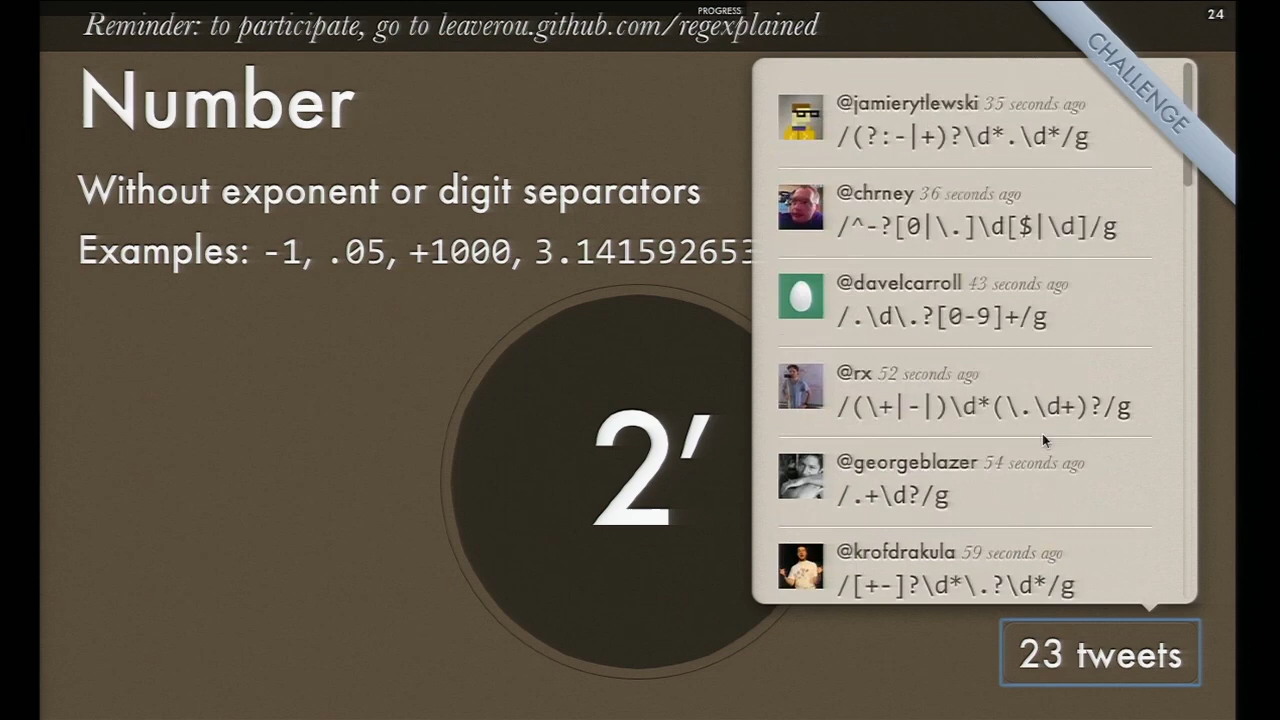 PROGRESS
24
Reminder: to participate, go to leaverou.github.com/regexplained
CHALLENGE
Number
Without exponent or digit separators
Examples: -1, .05, +1000, 3.141592653
2′
@jamierytlewski 35 seconds ago
/(?:-|+)?\d*.\d*/g
@chrney 36 seconds ago
/^-?[0|\.]\d[$|\d]/g
@davelcarroll 43 seconds ago
/.\d\.?[0-9]+/g
@rx 52 seconds ago
/(\+|-|)\d*(\.\d+)?/g
@georgeblazer 54 seconds ago
/.+\d?/g
@krofdrakula 59 seconds ago
/[+-]?\d*\.?\d*/g
23 tweets